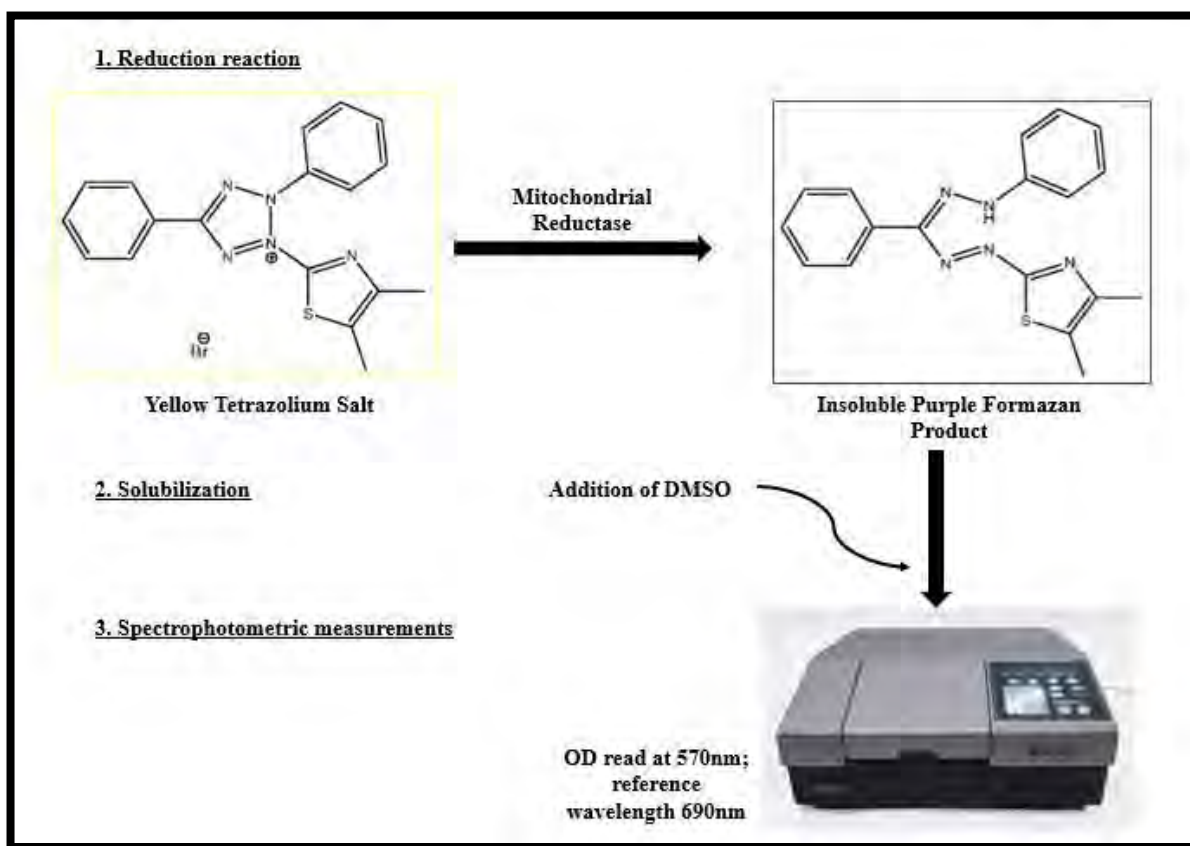 1. Reduction reaction
N
N
N
N
⊕
N
S
Br
⊖
Mitochondrial
Reductase
N
N
H
N
N
N
S
Yellow Tetrazolium Salt
Insoluble Purple Formazan
Product
2. Solubilization
Addition of DMSO
3. Spectrophotometric measurements
OD read at 570nm;
reference
wavelength 690nm